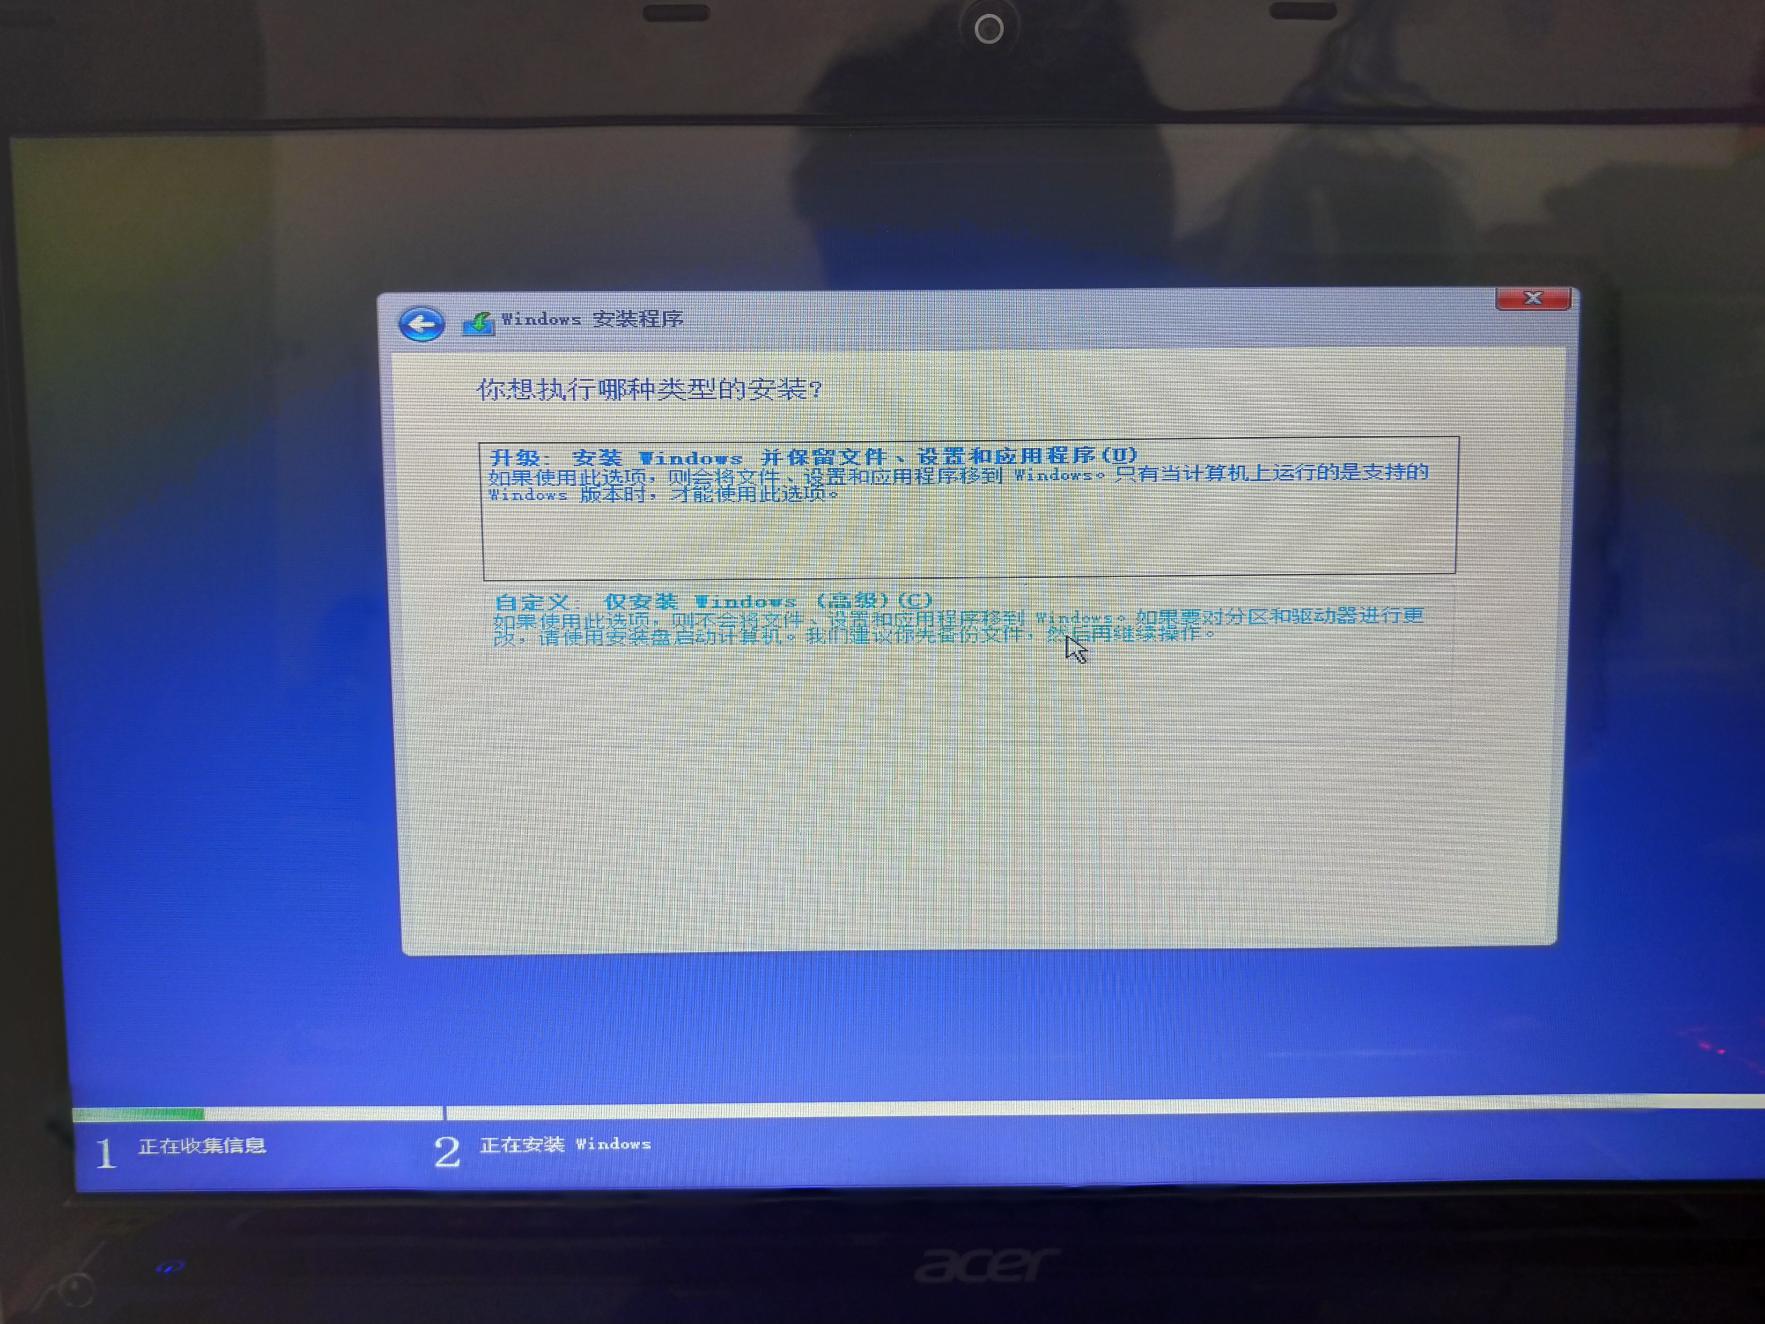 Windows 安装程序
你想执行哪种类型的安装?
升级: 安装 Windows 并保留文件、设置和应用程序(U)
如果使用此选项，则会将文件、设置和应用程序移到 Windows。只有当计算机上运行的是支持的
Windows 版本时，才能使用此选项。
自定义: 仅安装 Windows (高级)(C)
如果使用此选项，则不会将文件、设置和应用程序移到 Windows。如果要对分区和驱动器进行更
改，请使用安装盘启动计算机。我们建议你先备份文件，然后再继续操作。
1 正在收集信息
2 正在安装 Windows
acer